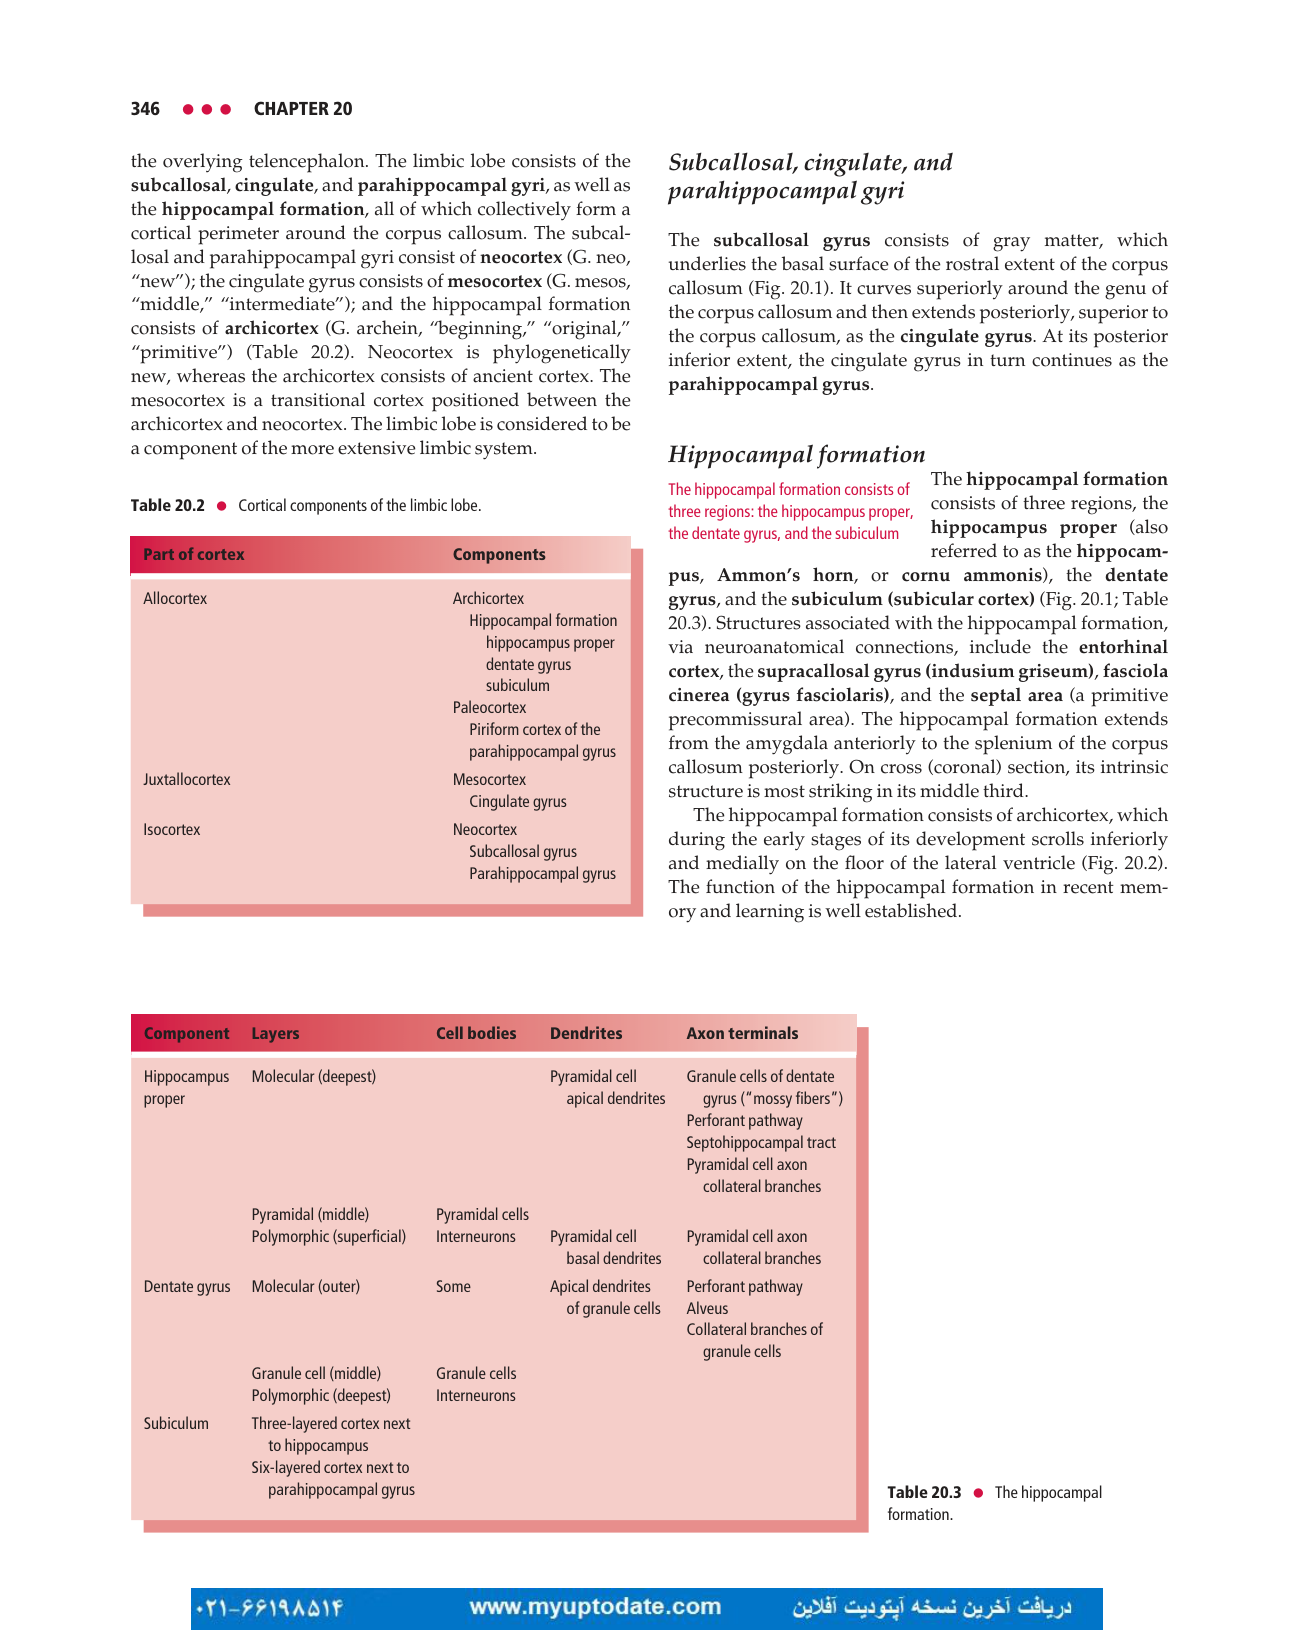 346 ● ● ● CHAPTER 20
the overlying telencephalon. The limbic lobe consists of the
subcallosal, cingulate, and parahippocampal gyri, as well as
the hippocampal formation, all of which collectively form a
cortical perimeter around the corpus callosum. The subcal-
losal and parahippocampal gyri consist of neocortex (G. neo,
“new”); the cingulate gyrus consists of mesocortex (G. mesos,
“middle,” “intermediate”); and the hippocampal formation
consists of archicortex (G. archein, “beginning,” “original,”
“primitive”) (Table 20.2). Neocortex is phylogenetically
new, whereas the archicortex consists of ancient cortex. The
mesocortex is a transitional cortex positioned between the
archicortex and neocortex. The limbic lobe is considered to be
a component of the more extensive limbic system.
Table 20.2 ● Cortical components of the limbic lobe.
Part of cortex Components
Allocortex Archicortex
Hippocampal formation
hippocampus proper
dentate gyrus
subiculum
Paleocortex
Piriform cortex of the
parahippocampal gyrus
Juxtallocortex Mesocortex
Cingulate gyrus
Isocortex Neocortex
Subcallosal gyrus
Parahippocampal gyrus
Subcallosal, cingulate, and
parahippocampal gyri
The subcallosal gyrus consists of gray matter, which
underlies the basal surface of the rostral extent of the corpus
callosum (Fig. 20.1). It curves superiorly around the genu of
the corpus callosum and then extends posteriorly, superior to
the corpus callosum, as the cingulate gyrus. At its posterior
inferior extent, the cingulate gyrus in turn continues as the
parahippocampal gyrus.
Hippocampal formation
The hippocampal formation consists of
three regions: the hippocampus proper,
the dentate gyrus, and the subiculum
The hippocampal formation
consists of three regions, the
hippocampus proper (also
referred to as the hippocam-
pus, Ammon’s horn, or cornu ammonis), the dentate
gyrus, and the subiculum (subicular cortex) (Fig. 20.1; Table
20.3). Structures associated with the hippocampal formation,
via neuroanatomical connections, include the entorhinal
cortex, the supracallosal gyrus (indusium griseum), fasciola
cinerea (gyrus fasciolaris), and the septal area (a primitive
precommissural area). The hippocampal formation extends
from the amygdala anteriorly to the splenium of the corpus
callosum posteriorly. On cross (coronal) section, its intrinsic
structure is most striking in its middle third.
The hippocampal formation consists of archicortex, which
during the early stages of its development scrolls inferiorly
and medially on the floor of the lateral ventricle (Fig. 20.2).
The function of the hippocampal formation in recent mem-
ory and learning is well established.
Component Layers Cell bodies Dendrites Axon terminals
Hippocampus Molecular (deepest) Pyramidal cell Granule cells of dentate
proper apical dendrites gyrus (“mossy fibers”)
Perforant pathway
Septohippocampal tract
Pyramidal cell axon
collateral branches
Pyramidal (middle) Pyramidal cells
Polymorphic (superficial) Interneurons Pyramidal cell Pyramidal cell axon
basal dendrites collateral branches
Dentate gyrus Molecular (outer) Some Apical dendrites Perforant pathway
of granule cells Alveus
Collateral branches of
granule cells
Granule cell (middle) Granule cells
Polymorphic (deepest) Interneurons
Subiculum Three-layered cortex next
to hippocampus
Six-layered cortex next to
parahippocampal gyrus
Table 20.3 ● The hippocampal
formation.
۰۲۱-۶۶۱۹۸۵۱۴ www.myuptodate.com دریافت آخرین نسخه آپتودیت آفلاین